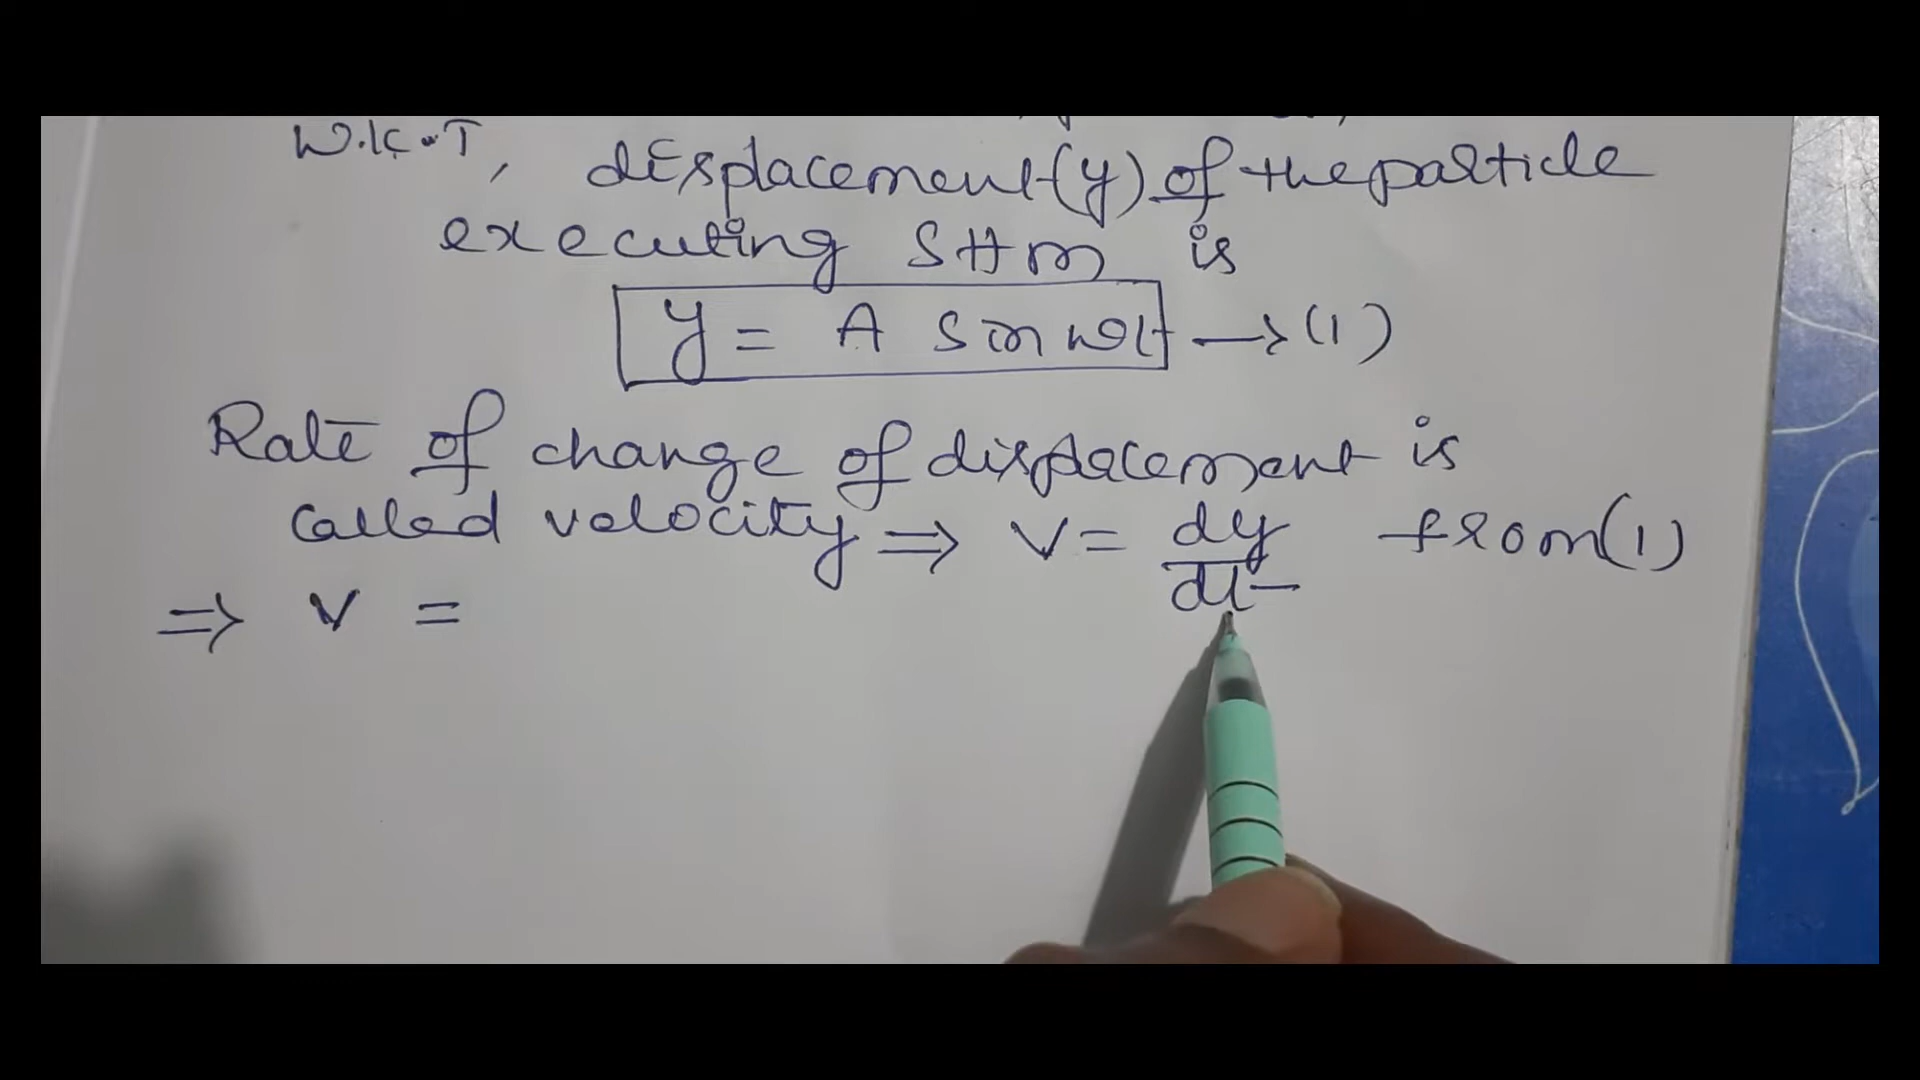 W.K.T, displacement (y) of the particle
executing SHM is
y = A sin ωt → (1)
Rate of change of displacement is
called velocity ⇒ v = dy/dt from (1)
⇒ v =